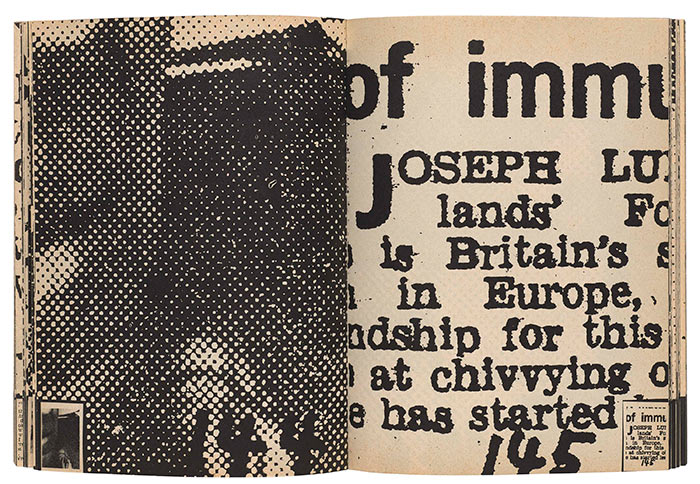 144
of immu
JOSEPH LU
lands' Fo
is Britain's s
in Europe,
ndship for this
at chivvying o
e has started
145
of immu
JOSEPH LU
lands' Fo
is Britain's s
in Europe,
ndship for this
at chivvying o
e has started
145